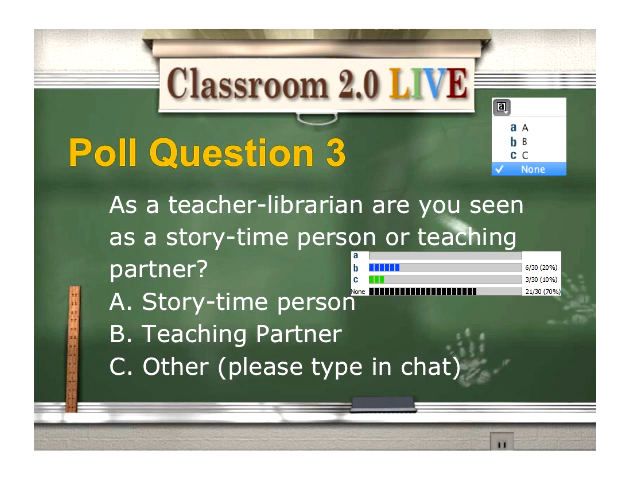 Classroom 2.0 LIVE
a
a A
b B
c C
✓ None
Poll Question 3
As a teacher-librarian are you seen
as a story-time person or teaching
partner?
a
b 6/30 (20%)
c 3/30 (10%)
None 21/30 (70%)
A. Story-time person
B. Teaching Partner
C. Other (please type in chat)